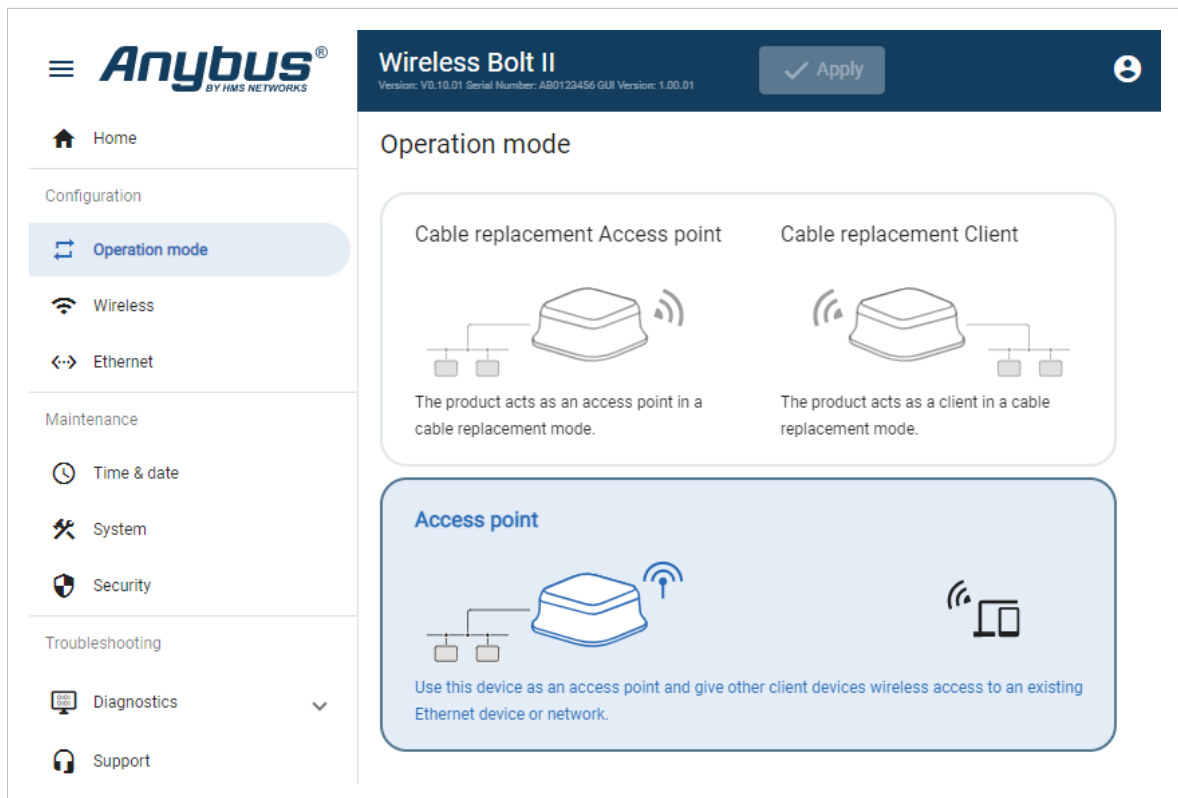 Anybus®
BY HMS NETWORKS
Wireless Bolt II
Version: V0.10.01 Serial Number: AB0123456 GUI Version: 1.00.01
Apply
Home
Configuration
Operation mode
Wireless
Ethernet
Maintenance
Time & date
System
Security
Troubleshooting
Diagnostics
Support
Operation mode
Cable replacement Access point
The product acts as an access point in a
cable replacement mode.
Cable replacement Client
The product acts as a client in a cable
replacement mode.
Access point
Use this device as an access point and give other client devices wireless access to an existing
Ethernet device or network.